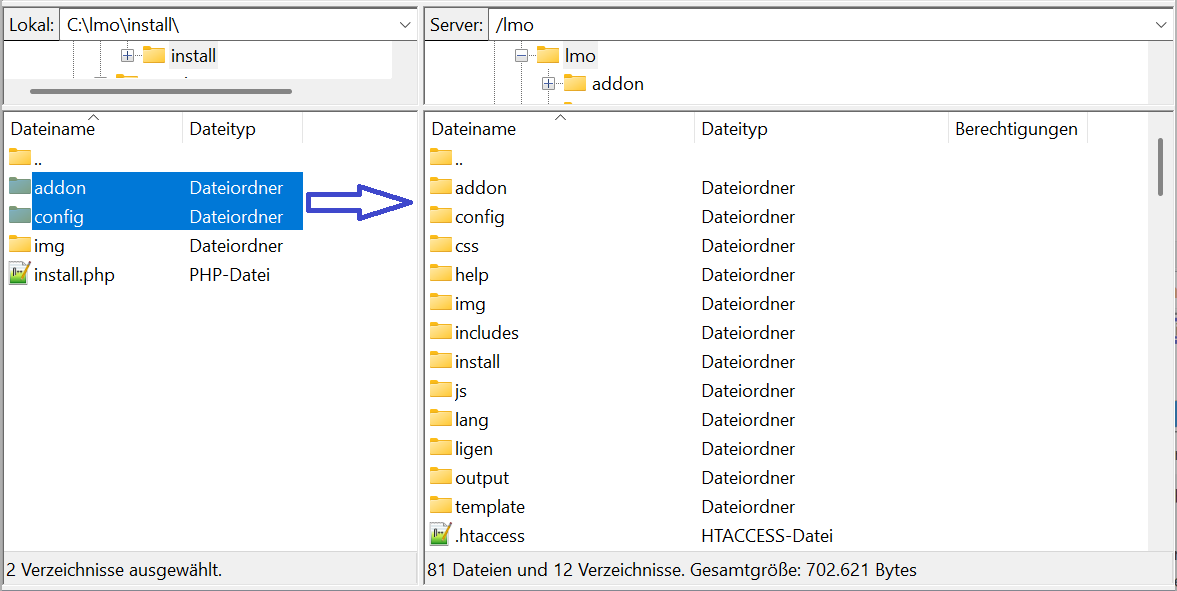 Lokal: C:\lmo\install\
install
Dateiname Dateityp
..
addon Dateiordner
config Dateiordner
img Dateiordner
install.php PHP-Datei
2 Verzeichnisse ausgewählt.
Server: /lmo
lmo
addon
Dateiname Dateityp Berechtigungen
..
addon Dateiordner
config Dateiordner
css Dateiordner
help Dateiordner
img Dateiordner
includes Dateiordner
install Dateiordner
js Dateiordner
lang Dateiordner
ligen Dateiordner
output Dateiordner
template Dateiordner
.htaccess HTACCESS-Datei
81 Dateien und 12 Verzeichnisse. Gesamtgröße: 702.621 Bytes